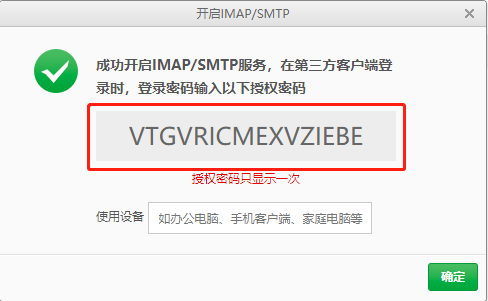 开启IMAP/SMTP
成功开启IMAP/SMTP服务，在第三方客户端登
录时，登录密码输入以下授权密码
VTGVRICMEXVZIEBE
授权密码只显示一次
使用设备 如办公电脑、手机客户端、家庭电脑等
确定